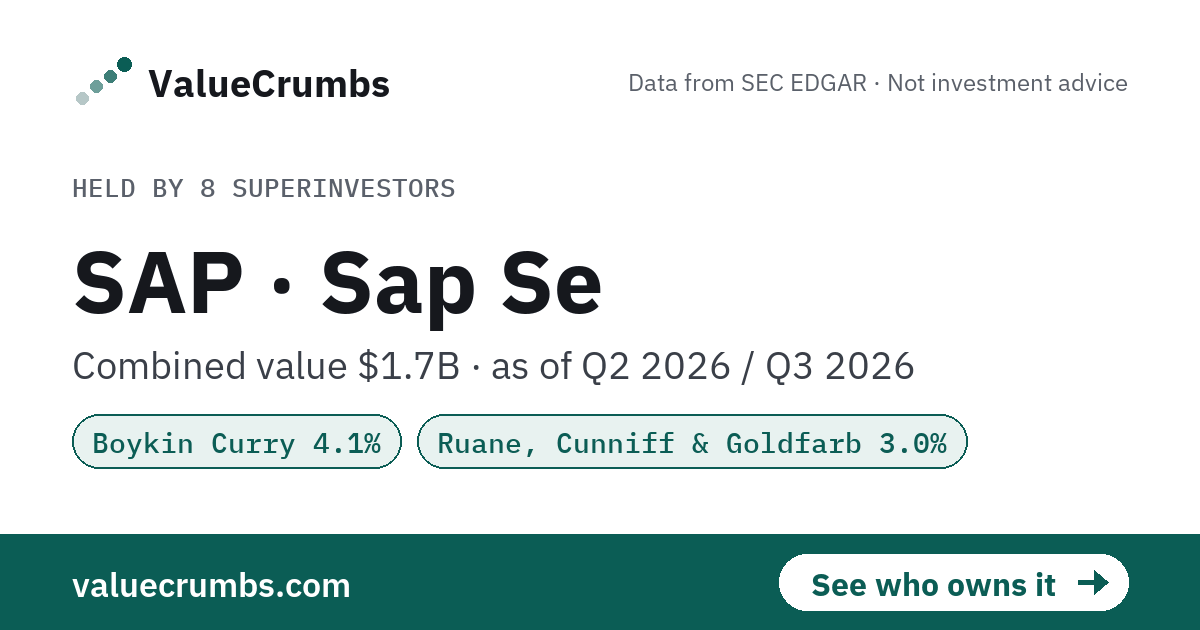 ValueCrumbs
Data from SEC EDGAR · Not investment advice
HELD BY 8 SUPERINVESTORS
SAP · Sap Se
Combined value $1.7B · as of Q2 2026 / Q3 2026
Boykin Curry 4.1%
Ruane, Cunniff & Goldfarb 3.0%
valuecrumbs.com
See who owns it →